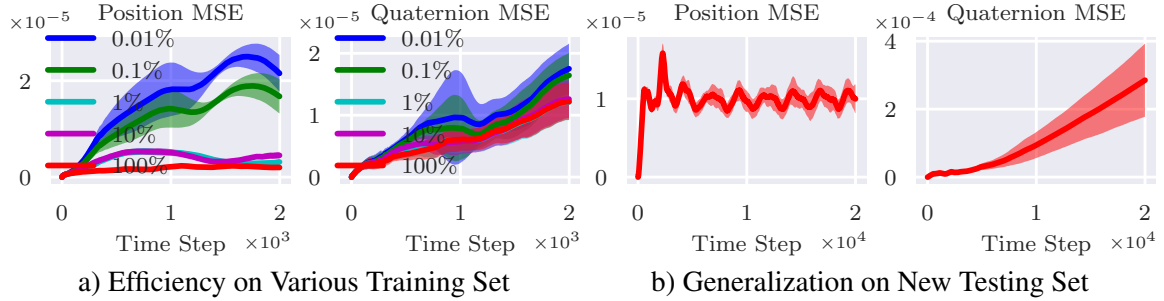 Position MSE
×10⁻⁵
0.01%
0.1%
1%
10%
100%
2
0
0 1 2
Time Step ×10³
Quaternion MSE
×10⁻⁵
0.01%
0.1%
1%
10%
100%
2
1
0
0 1 2
Time Step ×10³
a) Efficiency on Various Training Set
Position MSE
×10⁻⁵
1
0
0 1 2
Time Step ×10⁴
Quaternion MSE
×10⁻⁴
4
2
0
0 1 2
Time Step ×10⁴
b) Generalization on New Testing Set